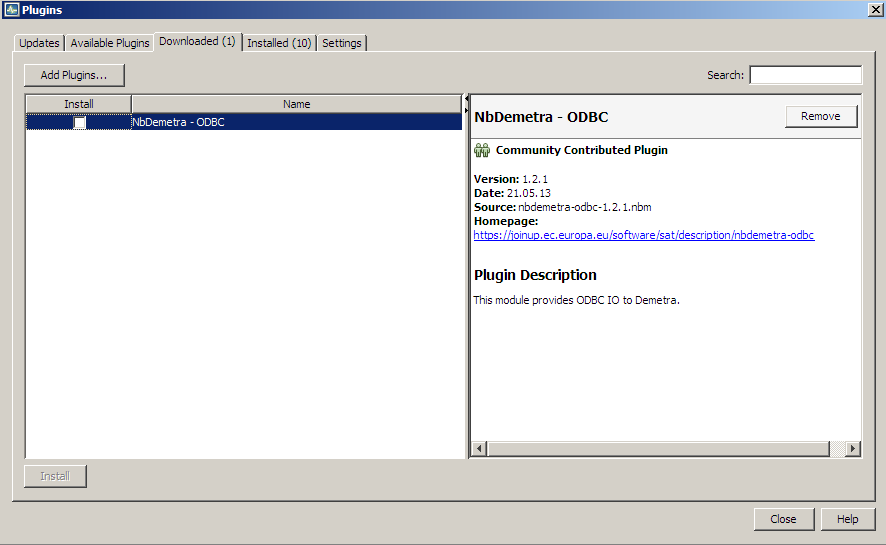 Plugins
Updates Available Plugins Downloaded (1) Installed (10) Settings
Add Plugins... Search:
Install Name
NbDemetra - ODBC
NbDemetra - ODBC Remove
Community Contributed Plugin
Version: 1.2.1
Date: 21.05.13
Source: nbdemetra-odbc-1.2.1.nbm
Homepage:
https://joinup.ec.europa.eu/software/sat/description/nbdemetra-odbc
Plugin Description
This module provides ODBC IO to Demetra.
Install
Close Help